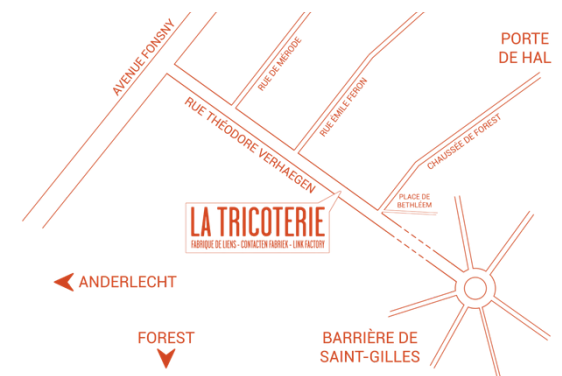 PORTE
DE HAL
AVENUE FONSNY
RUE DE MÉRODE
RUE ÉMILE FERON
RUE THÉODORE VERHAEGEN
CHAUSSÉE DE FOREST
PLACE DE
BETHLÉEM
LA TRICOTERIE
FABRIQUE DE LIENS - CONTACTEN FABRIEK - LINK FACTORY
ANDERLECHT
FOREST
BARRIÈRE DE
SAINT-GILLES